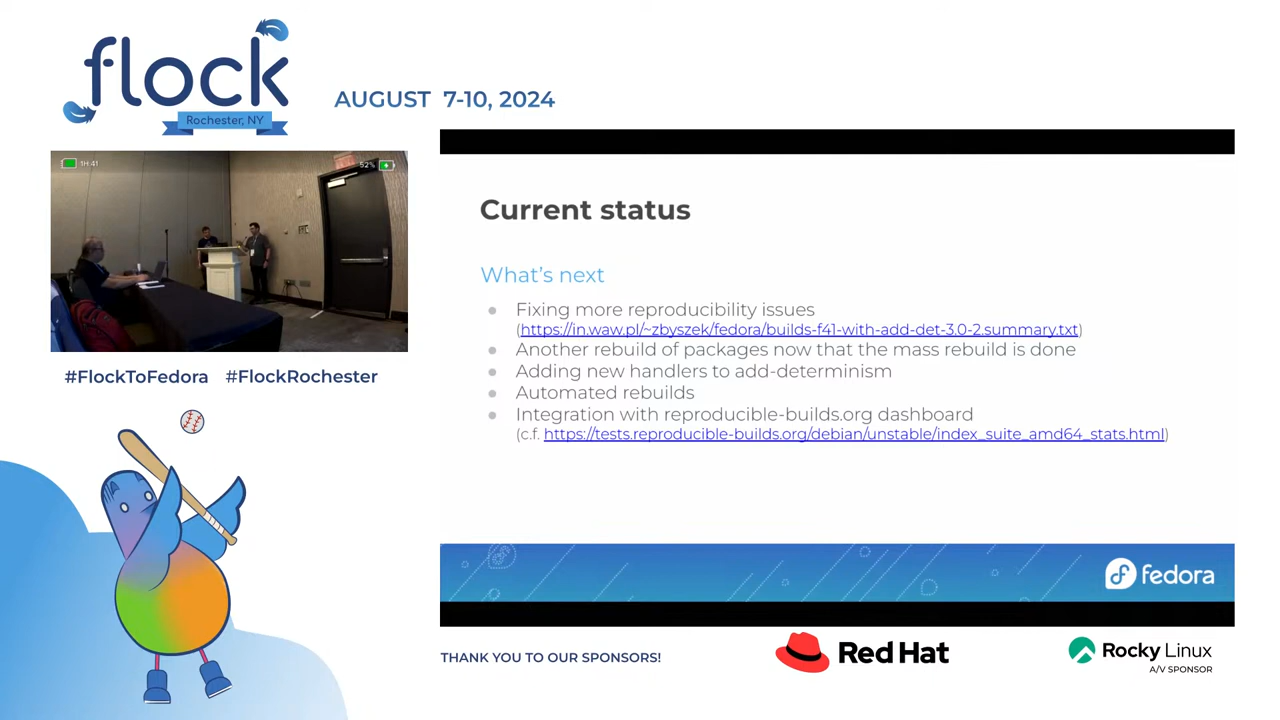 flock
Rochester, NY
AUGUST 7-10, 2024
1H:41
52%
Current status
What's next
Fixing more reproducibility issues
(https://in.waw.pl/~zbyszek/fedora/builds-f41-with-add-det-3.0-2.summary.txt)
Another rebuild of packages now that the mass rebuild is done
Adding new handlers to add-determinism
Automated rebuilds
Integration with reproducible-builds.org dashboard
(c.f. https://tests.reproducible-builds.org/debian/unstable/index_suite_amd64_stats.html)
fedora
#FlockToFedora #FlockRochester
THANK YOU TO OUR SPONSORS!
Red Hat
Rocky Linux
A/V SPONSOR